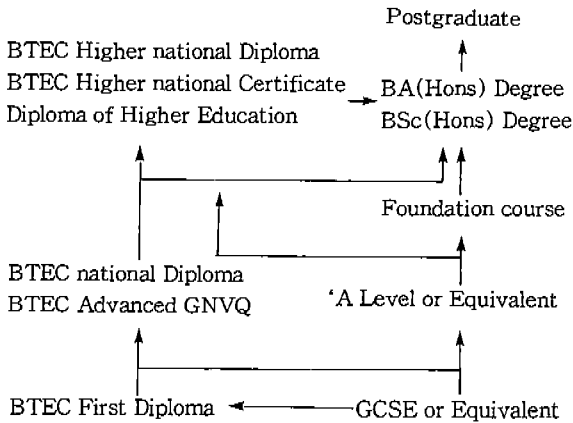 Postgraduate
BTEC Higher national Diploma
BTEC Higher national Certificate
Diploma of Higher Education
BA(Hons) Degree
BSc(Hons) Degree
Foundation course
BTEC national Diploma
BTEC Advanced GNVQ
‘A Level or Equivalent
BTEC First Diploma
GCSE or Equivalent